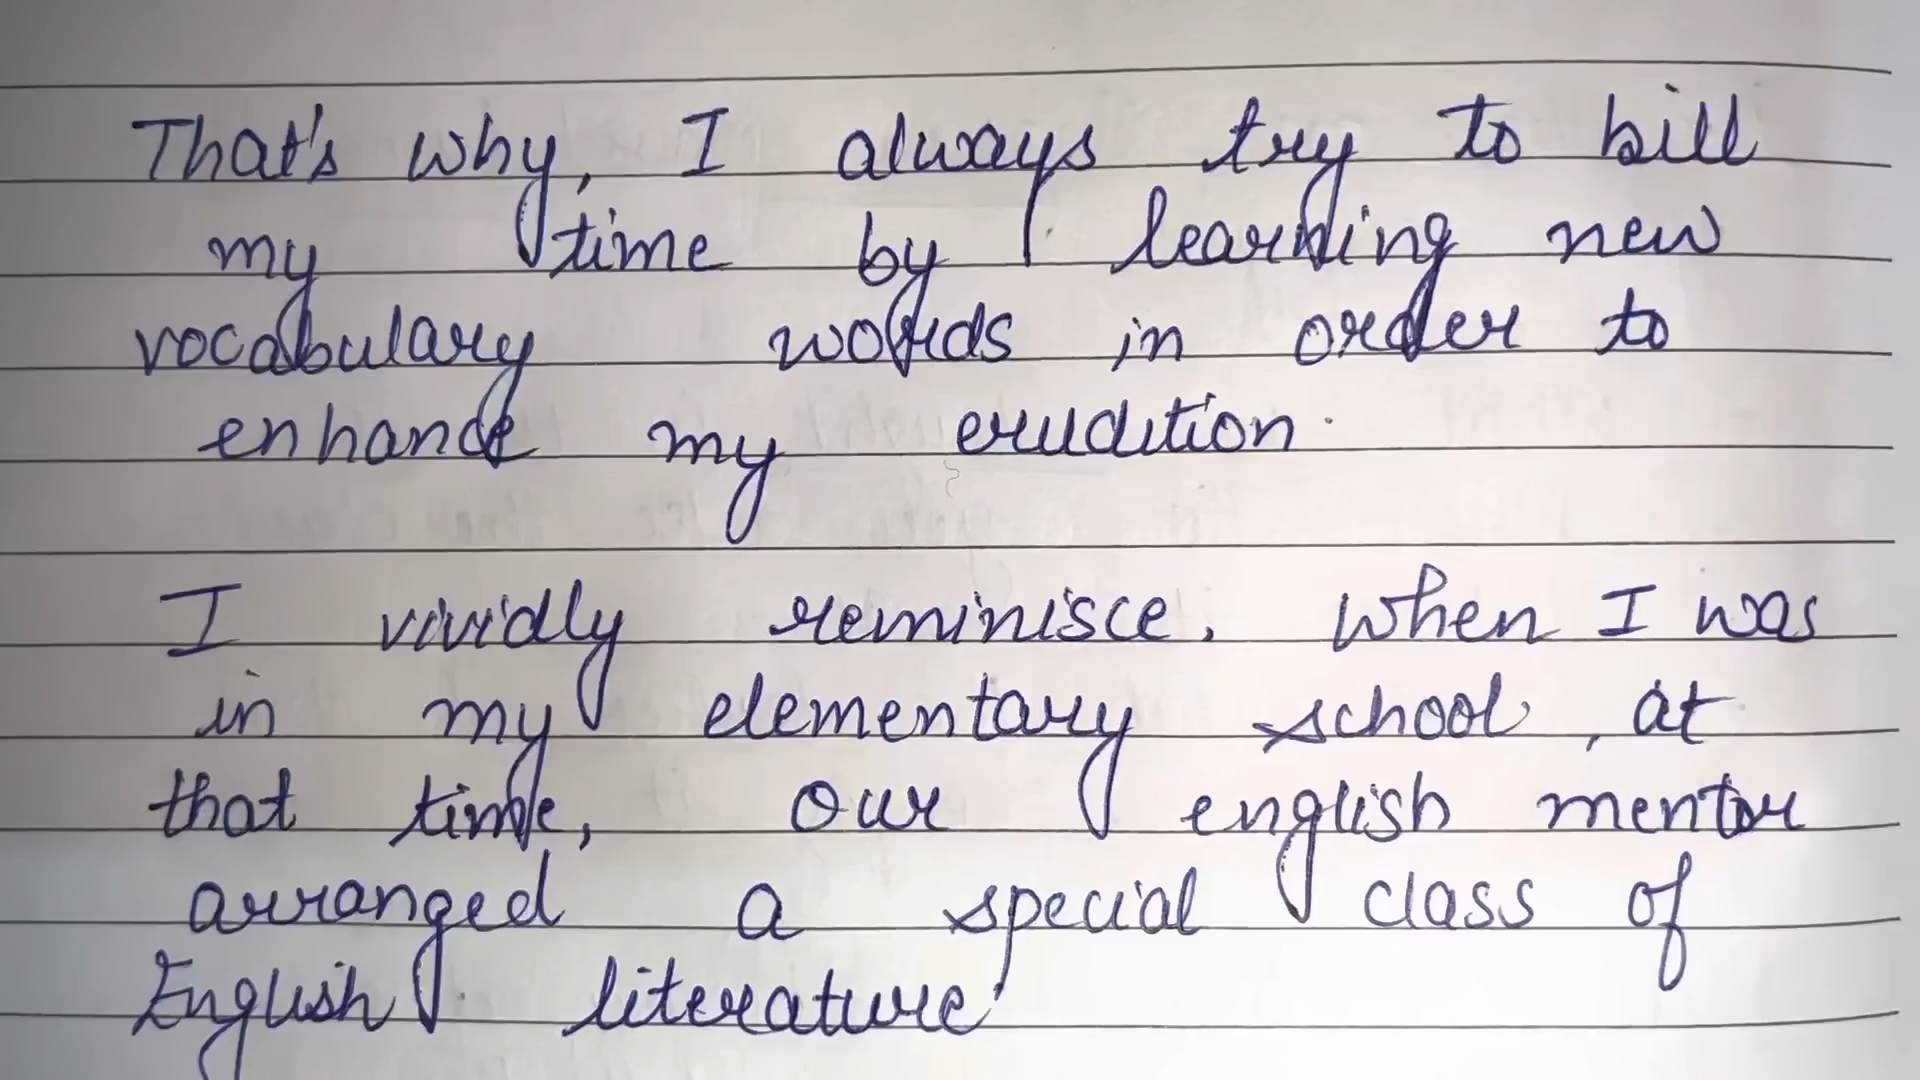 That's why, I always try to bill
my time by learning new
vocabulary words in order to
enhance my erudition.
I vividly reminisce. When I was
in my elementary school, at
that time, our english mentor
arranged a special class of
English literature